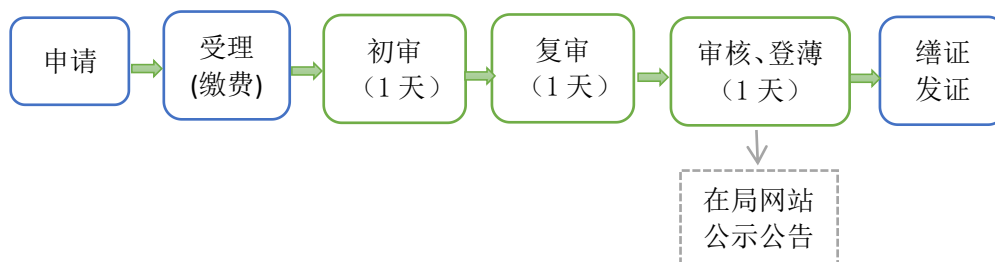 申请
受理
(缴费)
初审
（1 天）
复审
（1 天）
审核、登薄
（1 天）
缮证
发证
在局网站
公示公告